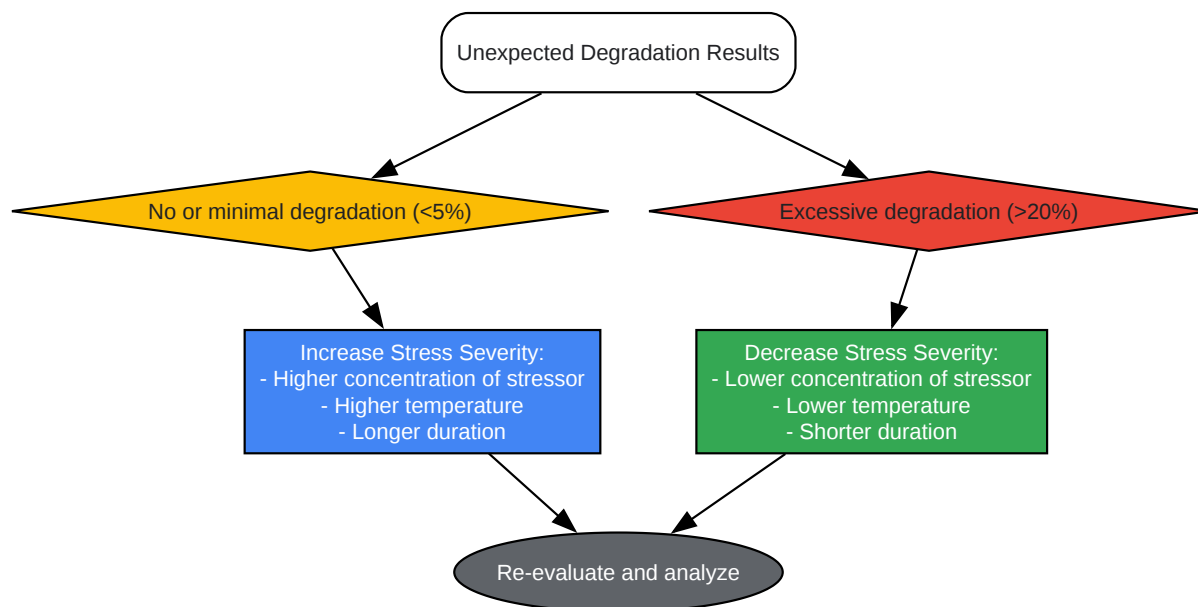 Unexpected Degradation Results
No or minimal degradation (<5%)
Excessive degradation (>20%)
Increase Stress Severity:
- Higher concentration of stressor
- Higher temperature
- Longer duration
Decrease Stress Severity:
- Lower concentration of stressor
- Lower temperature
- Shorter duration
Re-evaluate and analyze